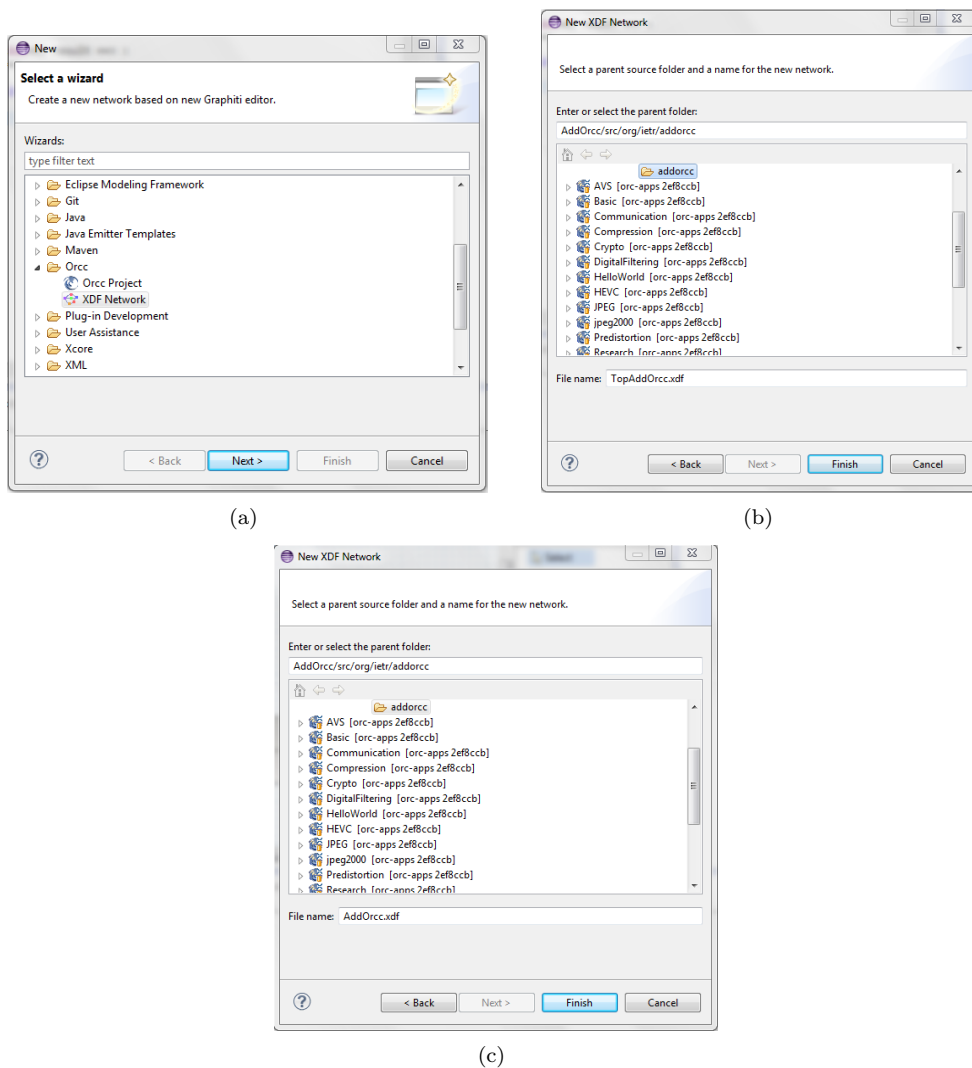 New
Select a wizard
Create a new network based on new Graphiti editor.
Wizards:
type filter text
Eclipse Modeling Framework
Git
Java
Java Emitter Templates
Maven
Orcc
Orcc Project
XDF Network
Plug-in Development
User Assistance
Xcore
XML
< Back Next > Finish Cancel
(a)
New XDF Network
Select a parent source folder and a name for the new network.
Enter or select the parent folder:
AddOrcc/src/org/ietr/addorcc
addorcc
AVS [orc-apps 2ef8ccb]
Basic [orc-apps 2ef8ccb]
Communication [orc-apps 2ef8ccb]
Compression [orc-apps 2ef8ccb]
Crypto [orc-apps 2ef8ccb]
DigitalFiltering [orc-apps 2ef8ccb]
HelloWorld [orc-apps 2ef8ccb]
HEVC [orc-apps 2ef8ccb]
JPEG [orc-apps 2ef8ccb]
jpeg2000 [orc-apps 2ef8ccb]
Predistortion [orc-apps 2ef8ccb]
Research [orc-apps 2ef8ccb]
File name: TopAddOrcc.xdf
< Back Next > Finish Cancel
(b)
New XDF Network
Select a parent source folder and a name for the new network.
Enter or select the parent folder:
AddOrcc/src/org/ietr/addorcc
addorcc
AVS [orc-apps 2ef8ccb]
Basic [orc-apps 2ef8ccb]
Communication [orc-apps 2ef8ccb]
Compression [orc-apps 2ef8ccb]
Crypto [orc-apps 2ef8ccb]
DigitalFiltering [orc-apps 2ef8ccb]
HelloWorld [orc-apps 2ef8ccb]
HEVC [orc-apps 2ef8ccb]
JPEG [orc-apps 2ef8ccb]
jpeg2000 [orc-apps 2ef8ccb]
Predistortion [orc-apps 2ef8ccb]
Research [orc-apps 2ef8ccb]
File name: AddOrcc.xdf
< Back Next > Finish Cancel
(c)